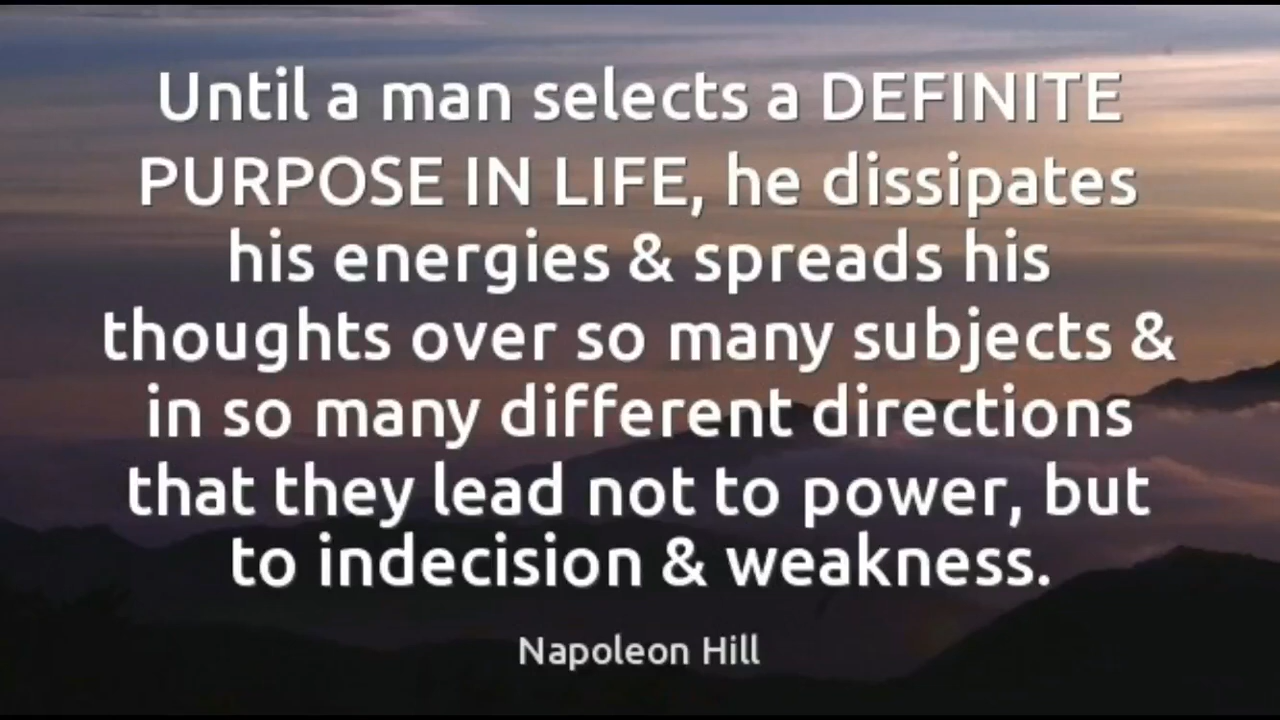 Until a man selects a DEFINITE
PURPOSE IN LIFE, he dissipates
his energies & spreads his
thoughts over so many subjects &
in so many different directions
that they lead not to power, but
to indecision & weakness.
Napoleon Hill